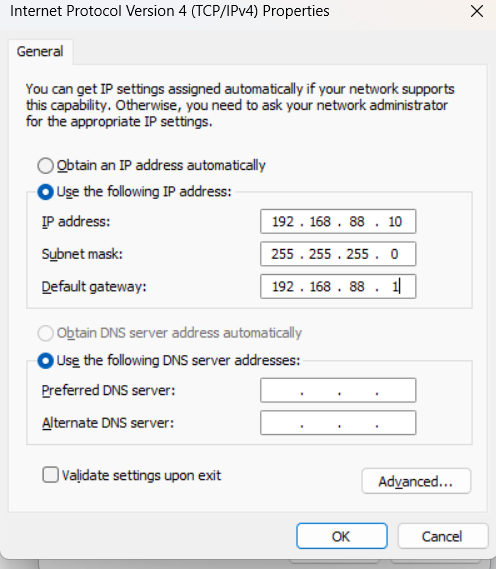 Internet Protocol Version 4 (TCP/IPv4) Properties
General
You can get IP settings assigned automatically if your network supports
this capability. Otherwise, you need to ask your network administrator
for the appropriate IP settings.
Obtain an IP address automatically
Use the following IP address:
IP address: 192 . 168 . 88 . 10
Subnet mask: 255 . 255 . 255 . 0
Default gateway: 192 . 168 . 88 . 1
Obtain DNS server address automatically
Use the following DNS server addresses:
Preferred DNS server: . . .
Alternate DNS server: . . .
Validate settings upon exit
Advanced...
OK Cancel